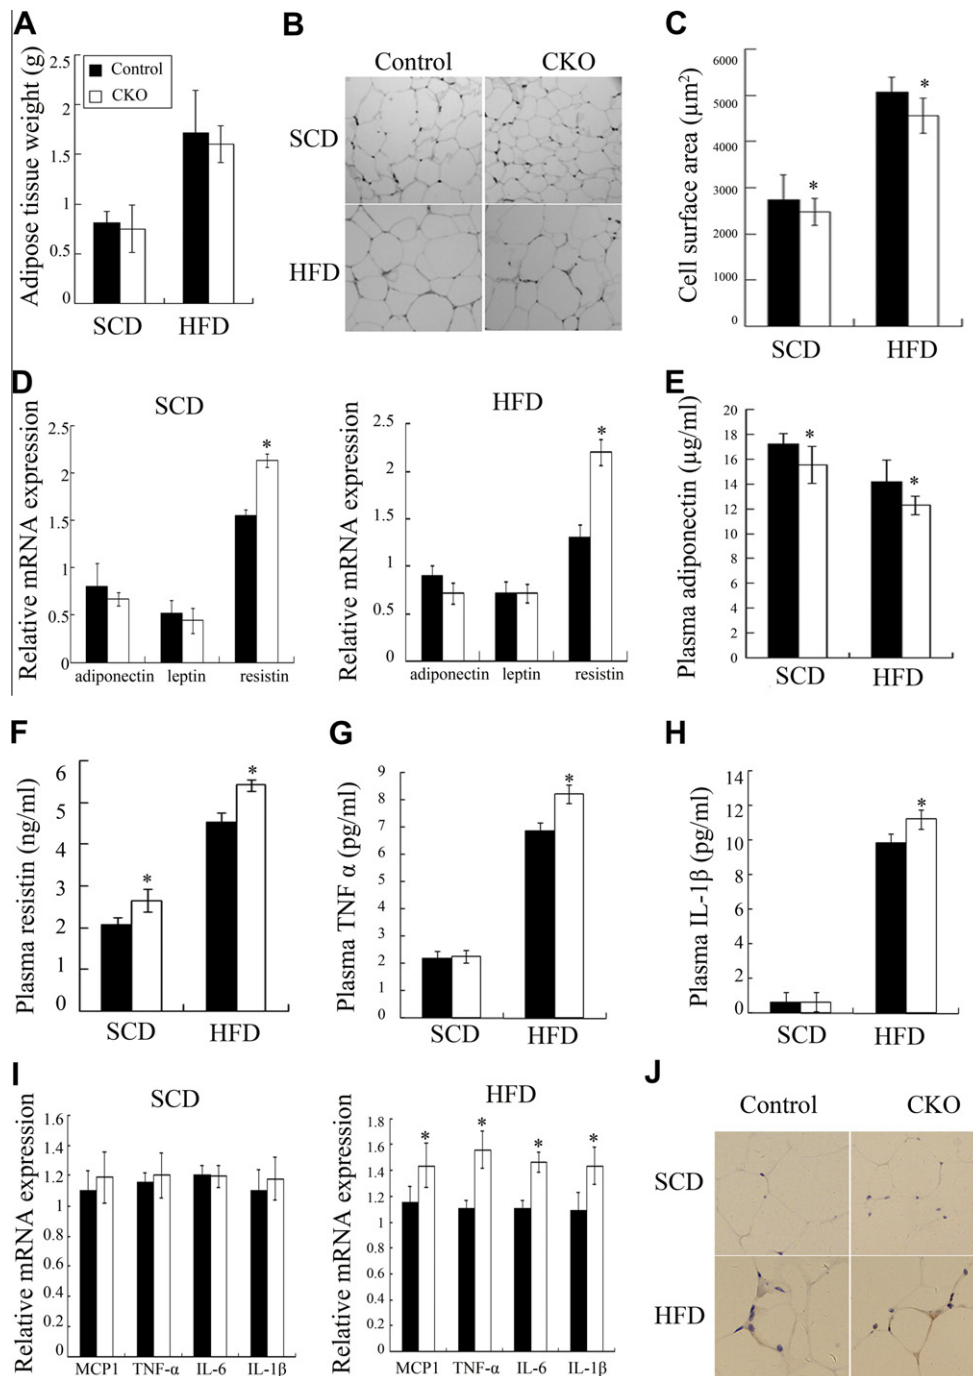 A
Adipose tissue weight (g)
2.5
2
1.5
1
0.5
0
Control
CKO
SCD HFD
B
Control CKO
SCD
HFD
C
Cell surface area (μm²)
6000
5000
6000
3000
2000
1000
0
* *
SCD HFD
D
SCD
Relative mRNA expression
2.5
2
1.5
1
0.5
0
*
adiponectin leptin resistin
HFD
Relative mRNA expression
2.5
2
1.5
1
0.5
0
*
adiponectin leptin resistin
E
Plasma adiponectin (μg/ml)
18
16
14
12
10
8
6
4
2
0
* *
SCD HFD
F
Plasma resistin (ng/ml)
6
5
4
3
2
1
0
* *
SCD HFD
G
Plasma TNF α (pg/ml)
9
8
7
6
5
4
3
2
1
0
*
SCD HFD
H
Plasma IL-1β (pg/ml)
14
12
10
8
6
4
2
0
*
SCD HFD
I
SCD
Relative mRNA expression
1.6
1.4
1.2
1
0.8
0.6
0.4
0.2
MCP1 TNF-α IL-6 IL-1β
HFD
Relative mRNA expression
1.8
1.6
1.4
1.2
1
0.8
0.6
0.4
0.2
* * * *
MCP1 TNF-α IL-6 IL-1β
J
Control CKO
SCD
HFD